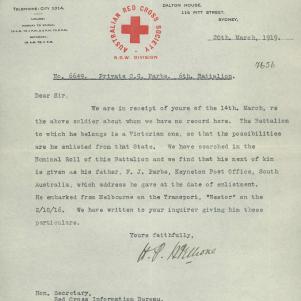 TELEPHONE: CITY 1214.
DALTON HOUSE,
115 PITT STREET,
SYDNEY,
AUSTRALIAN RED CROSS SOCIETY
N.S.W. DIVISION
20th. March, 1919.
No. 6649. Private C.G. Parbs. 6th. Battalion.
Dear Sir.
We are in receipt of yours of the 14th. March, re
the above soldier about whom we have no record here. The Battalion
to which he belongs is a Victorian one, so that the possibilities
are he enlisted from that State. We have searched in the
Nominal Roll of this Battalion and we find that his next of kin
is given as his father, F. J. Parbs, Keyneton Post Office, South
Australia, which address he gave at the date of enlistment.
He embarked from Melbourne on the Transport, "Nestor" on the
2/10/16. We have written to your inquirer giving him these
particulars.
Yours faithfully,
Hon. Secretary,
Red Cross Information Bureau.